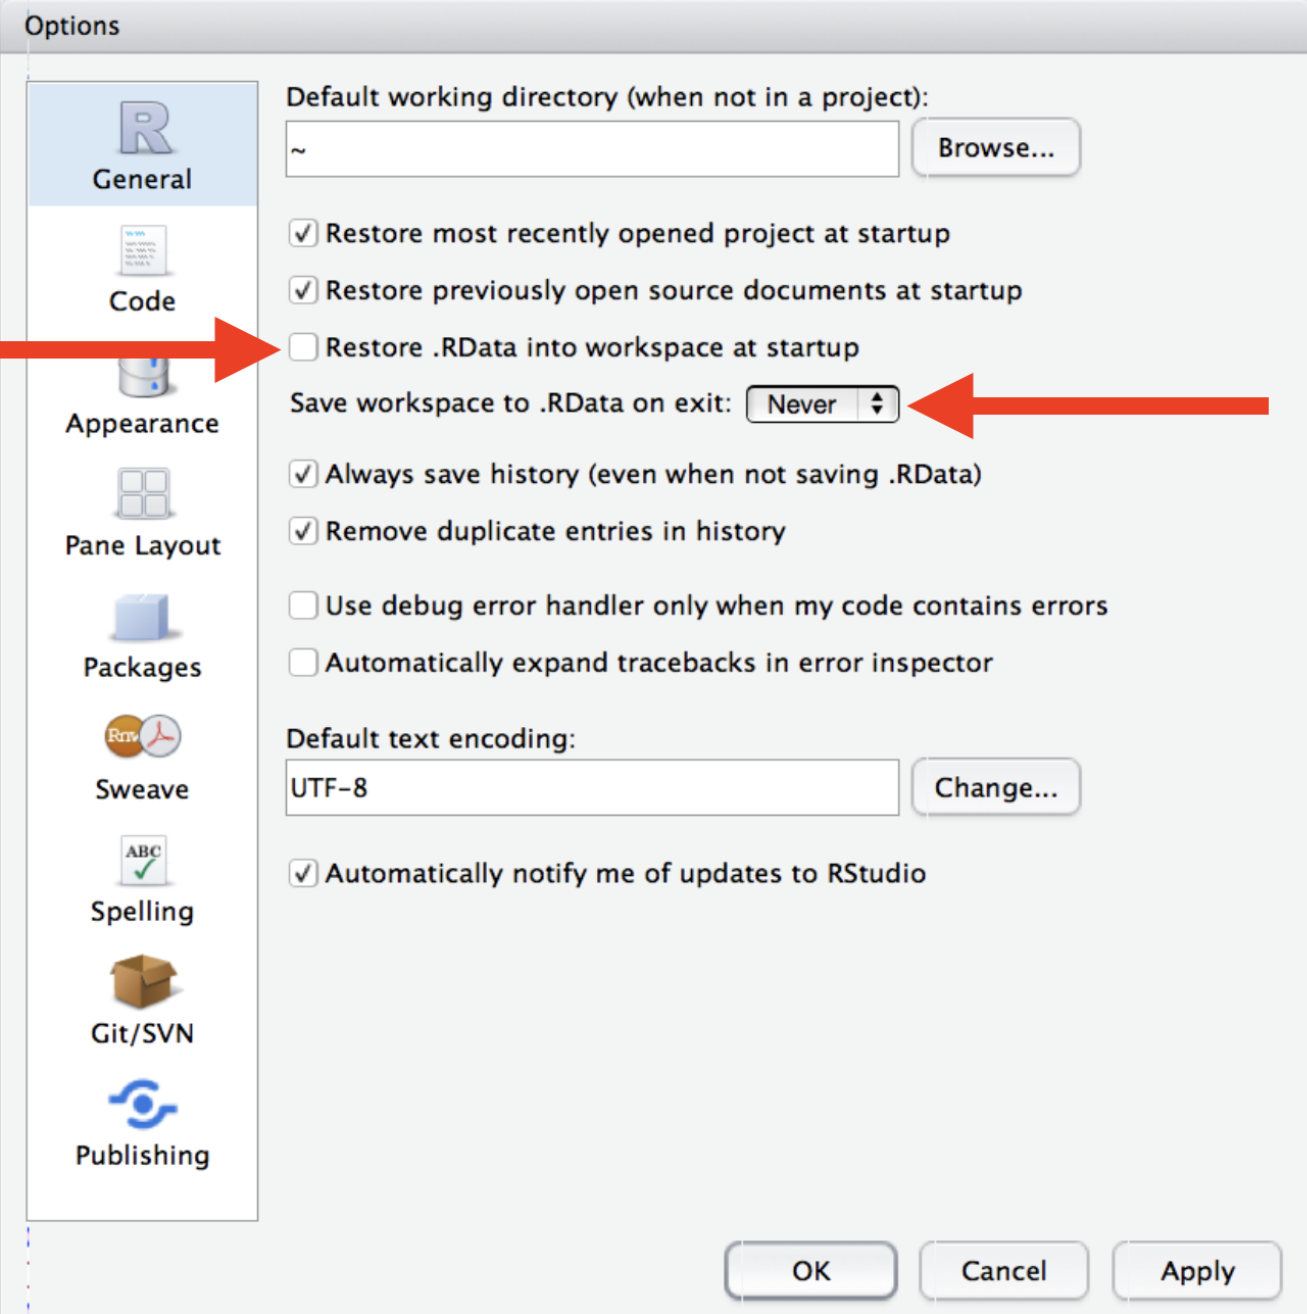 Options
General
Code
Appearance
Pane Layout
Packages
Rnw
Sweave
ABC
Spelling
Git/SVN
Publishing
Default working directory (when not in a project):
~
Browse...
Restore most recently opened project at startup
Restore previously open source documents at startup
Restore .RData into workspace at startup
Save workspace to .RData on exit: Never
Always save history (even when not saving .RData)
Remove duplicate entries in history
Use debug error handler only when my code contains errors
Automatically expand tracebacks in error inspector
Default text encoding:
UTF-8
Change...
Automatically notify me of updates to RStudio
OK
Cancel
Apply